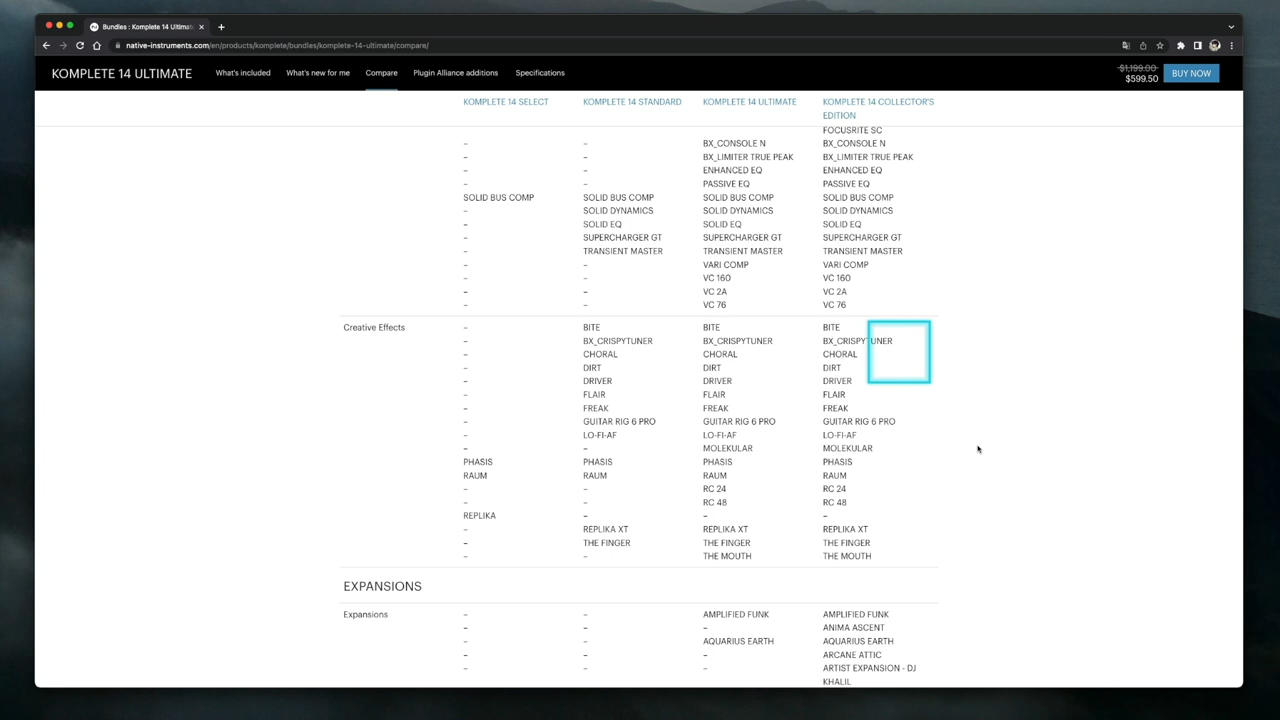 Bundles : Komplete 14 Ultimat
native-instruments.com/en/products/komplete/bundles/komplete-14-ultimate/compare/
KOMPLETE 14 ULTIMATE What's included What's new for me Compare Plugin Alliance additions Specifications $1,199.00 $599.50 BUY NOW
KOMPLETE 14 SELECT KOMPLETE 14 STANDARD KOMPLETE 14 ULTIMATE KOMPLETE 14 COLLECTOR'S
EDITION
FOCUSRITE SC
– – BX_CONSOLE N BX_CONSOLE N
– – BX_LIMITER TRUE PEAK BX_LIMITER TRUE PEAK
– – ENHANCED EQ ENHANCED EQ
– – PASSIVE EQ PASSIVE EQ
SOLID BUS COMP SOLID BUS COMP SOLID BUS COMP SOLID BUS COMP
– SOLID DYNAMICS SOLID DYNAMICS SOLID DYNAMICS
– SOLID EQ SOLID EQ SOLID EQ
– SUPERCHARGER GT SUPERCHARGER GT SUPERCHARGER GT
– TRANSIENT MASTER TRANSIENT MASTER TRANSIENT MASTER
– – VARI COMP VARI COMP
– – VC 160 VC 160
– – VC 2A VC 2A
– – VC 76 VC 76
Creative Effects – BITE BITE BITE
– BX_CRISPYTUNER BX_CRISPYTUNER BX_CRISPYTUNER
– CHORAL CHORAL CHORAL
– DIRT DIRT DIRT
– DRIVER DRIVER DRIVER
– FLAIR FLAIR FLAIR
– FREAK FREAK FREAK
– GUITAR RIG 6 PRO GUITAR RIG 6 PRO GUITAR RIG 6 PRO
– LO-FI-AF LO-FI-AF LO-FI-AF
– – MOLEKULAR MOLEKULAR
PHASIS PHASIS PHASIS PHASIS
RAUM RAUM RAUM RAUM
– – RC 24 RC 24
– – RC 48 RC 48
REPLIKA – – –
– REPLIKA XT REPLIKA XT REPLIKA XT
– THE FINGER THE FINGER THE FINGER
– – THE MOUTH THE MOUTH
EXPANSIONS
Expansions – – AMPLIFIED FUNK AMPLIFIED FUNK
– – – ANIMA ASCENT
– – AQUARIUS EARTH AQUARIUS EARTH
– – – ARCANE ATTIC
– – – ARTIST EXPANSION - DJ
KHALIL